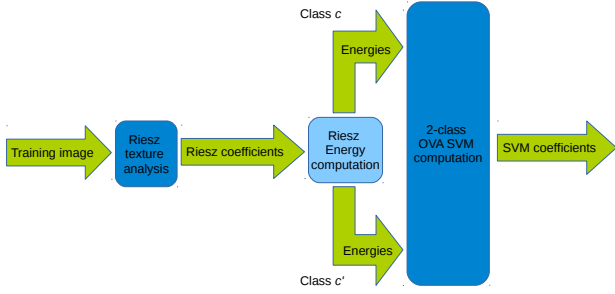 Class c
Energies
Training image
Riesz
texture
analysis
Riesz coefficients
Riesz
Energy
computation
2-class
OVA SVM
computation
SVM coefficients
Energies
Class c'